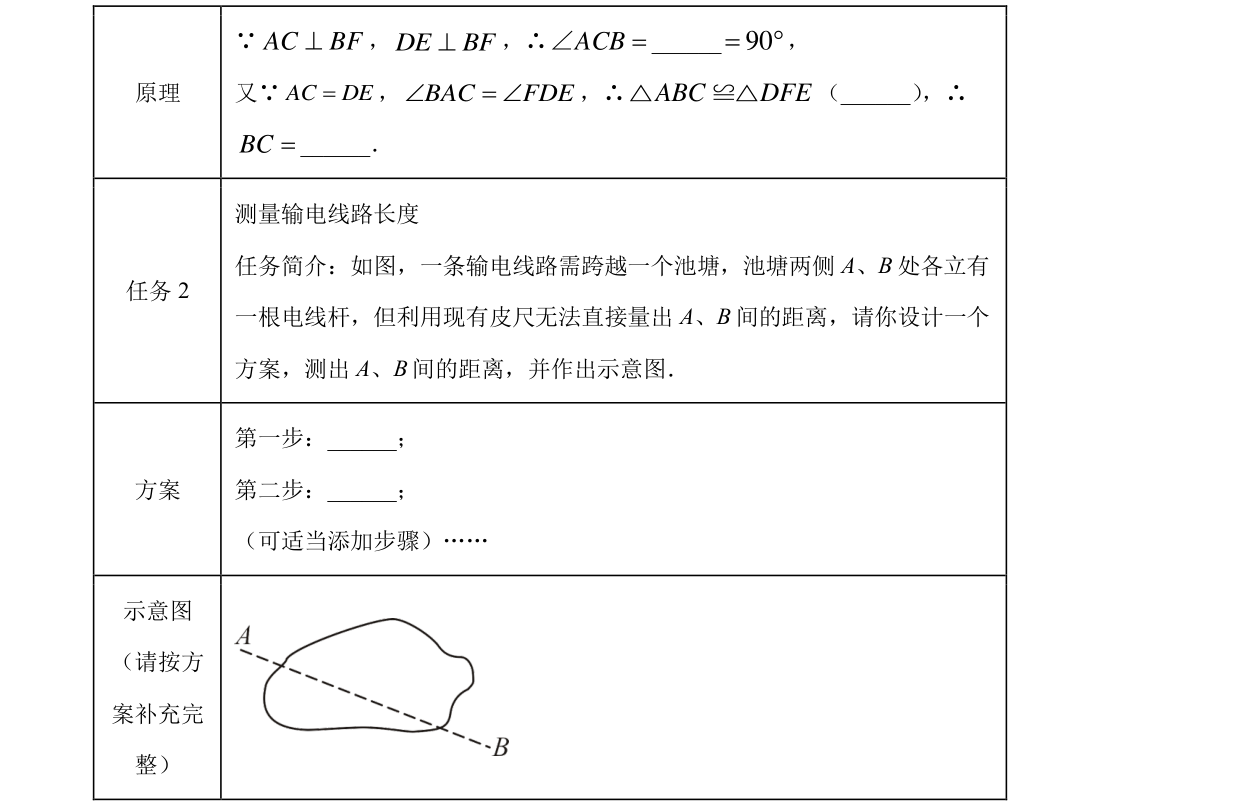 原理
∵ AC ⊥ BF，DE ⊥ BF，∴∠ACB = ______ = 90°，
又∵ AC = DE，∠BAC = ∠FDE，∴△ABC≌△DFE（______），∴
BC = ______．
任务 2
测量输电线路长度
任务简介：如图，一条输电线路需跨越一个池塘，池塘两侧 A、B 处各立有
一根电线杆，但利用现有皮尺无法直接量出 A、B 间的距离，请你设计一个
方案，测出 A、B 间的距离，并作出示意图．
方案
第一步：______；
第二步：______；
（可适当添加步骤）……
示意图
（请按方
案补充完
整）
A
B